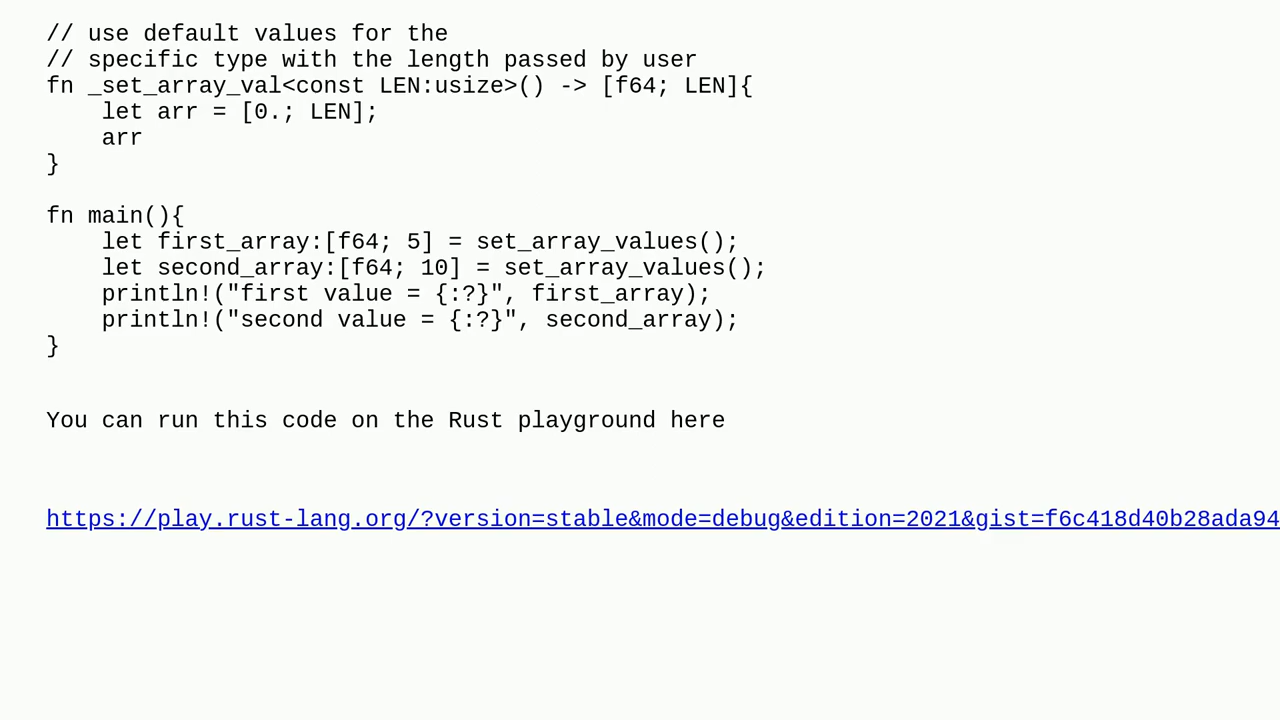 // use default values for the
// specific type with the length passed by user
fn _set_array_val<const LEN:usize>() -> [f64; LEN]{
    let arr = [0.; LEN];
    arr
}

fn main(){
    let first_array:[f64; 5] = set_array_values();
    let second_array:[f64; 10] = set_array_values();
    println!("first value = {:?}", first_array);
    println!("second value = {:?}", second_array);
}

You can run this code on the Rust playground here

https://play.rust-lang.org/?version=stable&mode=debug&edition=2021&gist=f6c418d40b28ada94